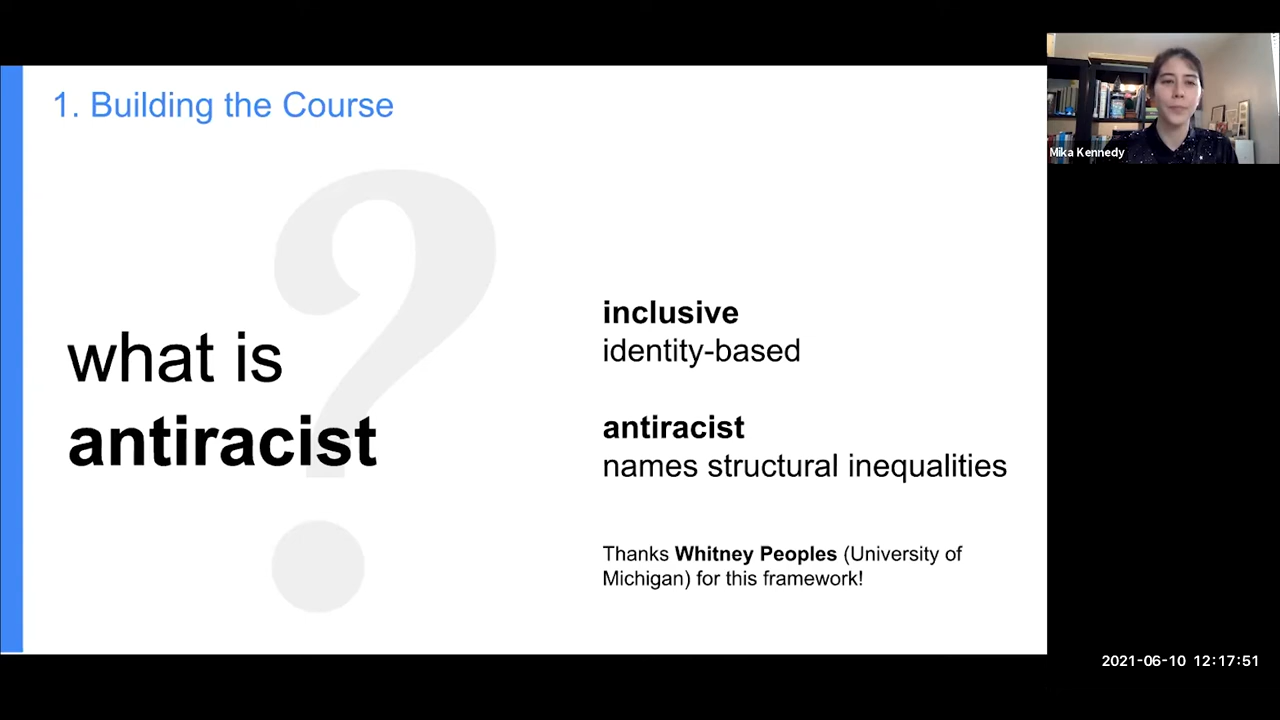 1. Building the Course
what is
antiracist
?
inclusive
identity-based
antiracist
names structural inequalities
Thanks Whitney Peoples (University of
Michigan) for this framework!
Mika Kennedy
2021-06-10 12:17:51